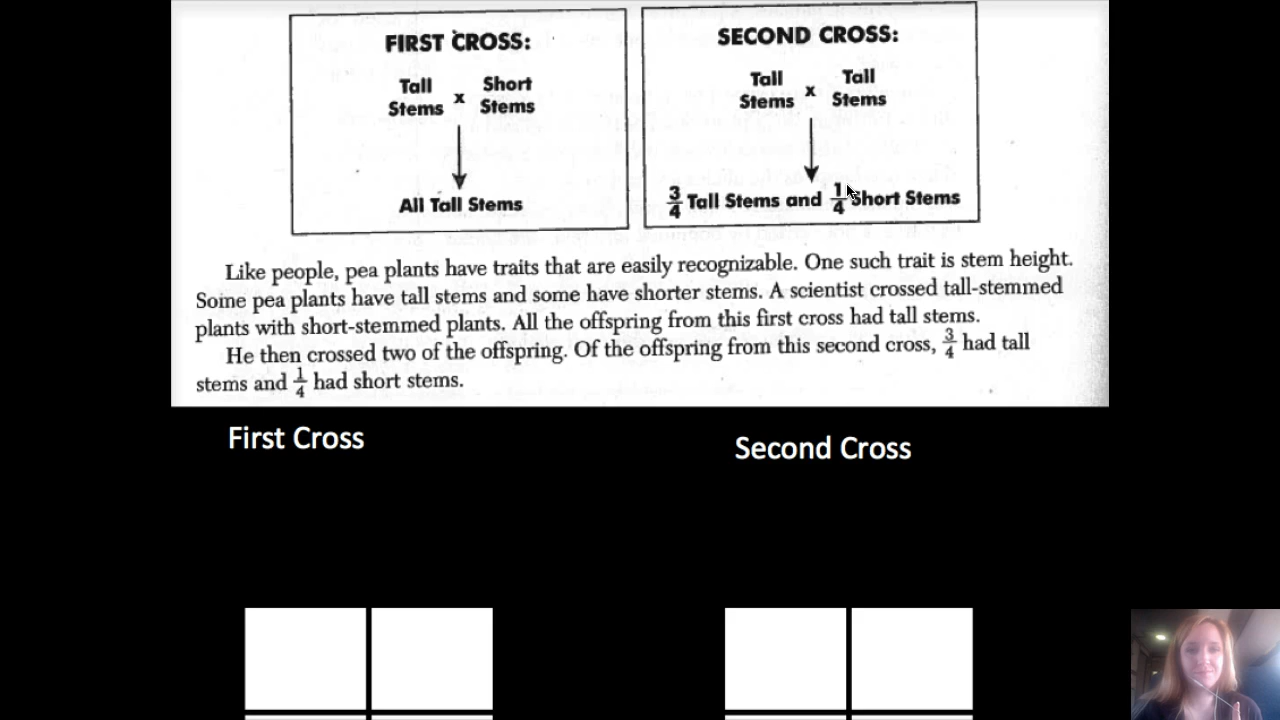 FIRST CROSS:
Tall Stems x Short Stems
All Tall Stems
SECOND CROSS:
Tall Stems x Tall Stems
3/4 Tall Stems and 1/4 Short Stems
Like people, pea plants have traits that are easily recognizable. One such trait is stem height.
Some pea plants have tall stems and some have shorter stems. A scientist crossed tall-stemmed
plants with short-stemmed plants. All the offspring from this first cross had tall stems.
He then crossed two of the offspring. Of the offspring from this second cross, 3/4 had tall
stems and 1/4 had short stems.
First Cross
Second Cross